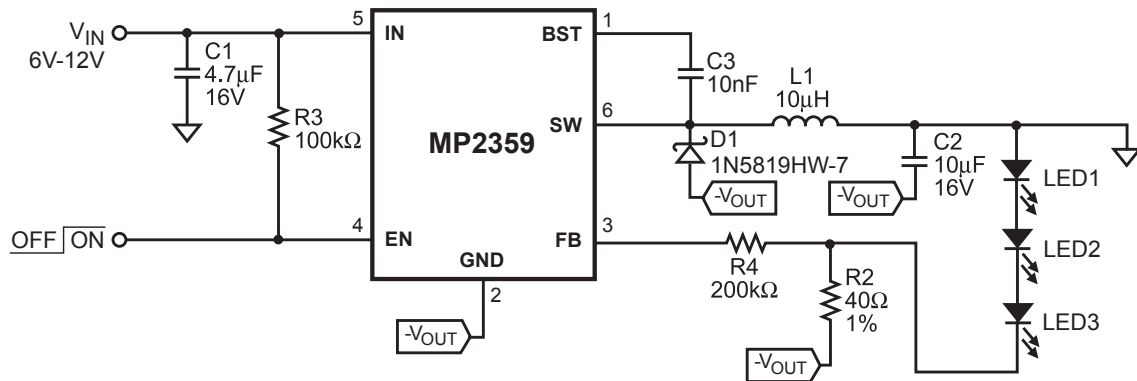 VIN
6V-12V
C1
4.7μF
16V
R3
100kΩ
OFF ON
5
IN
4
EN
MP2359
GND
2
-VOUT
BST
1
SW
6
FB
3
C3
10nF
L1
10μH
D1
1N5819HW-7
-VOUT
C2
10μF
16V
-VOUT
R4
200kΩ
R2
40Ω
1%
-VOUT
LED1
LED2
LED3